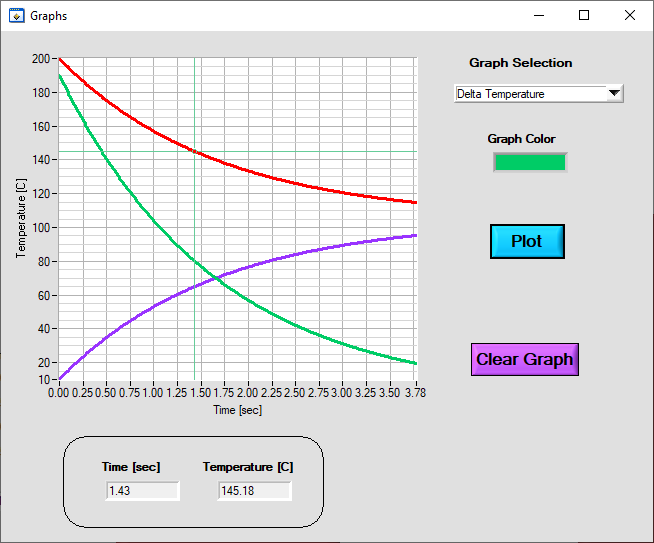 Graphs
Graph Selection
Delta Temperature
Graph Color
Plot
Clear Graph
Temperature [C]
200
180
160
140
120
100
80
60
40
20
10
0.00 0.25 0.50 0.75 1.00 1.25 1.50 1.75 2.00 2.25 2.50 2.75 3.00 3.25 3.50 3.78
Time [sec]
Time [sec] Temperature [C]
1.43 145.18